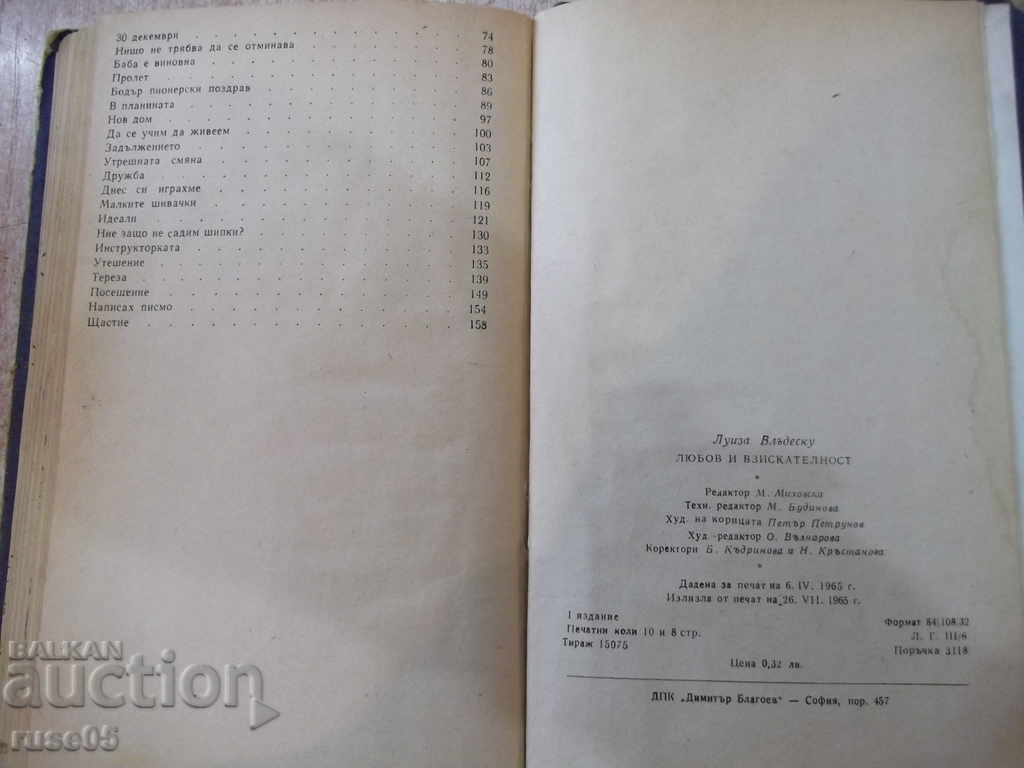 30 декември . . . . . . . . . . . 74
Нищо не трябва да се отминава . . . . . . 78
Баба е виновна . . . . . . . . . . 80
Пролет . . . . . . . . . . . . 83
Бодър пионерски поздрав . . . . . . . . 86
В планината . . . . . . . . . . . 89
Нов дом . . . . . . . . . . . . 97
Да се учим да живеем . . . . . . . . 100
Задължението . . . . . . . . . . 103
Утрешната смяна . . . . . . . . . 107
Дружба . . . . . . . . . . . . 112
Днес си играхме . . . . . . . . . 116
Малките шивачки . . . . . . . . . 119
Идеали . . . . . . . . . . . . 121
Ние защо не садим шипки? . . . . . . . 130
Инструкторката . . . . . . . . . 133
Утешение . . . . . . . . . . . 135
Тереза . . . . . . . . . . . . 139
Посещение . . . . . . . . . . . 149
Написах писмо . . . . . . . . . . 154
Щастие . . . . . . . . . . . . 158
Луиза Влъдеску
ЛЮБОВ И ВЗИСКАТЕЛНОСТ
*
Редактор М. Миховска
Техн. редактор М. Будинова
Худ. на корицата Петър Петрунов
Худ.-редактор О. Вълнарова
Коректори Б. Къдринова и Н. Кръстанова
*
Дадена за печат на 6. IV. 1965 г.
Излязла от печат на 26. VII. 1965 г.
I издание
Печатни коли 10 и 8 стр.
Тираж 15075
Формат 84/108/32
Л. Г. III/6
Поръчка 3118
Цена 0,32 лв.
ДПК „Димитър Благоев“ — София, пор. 457
BALKAN
auction
ruse05